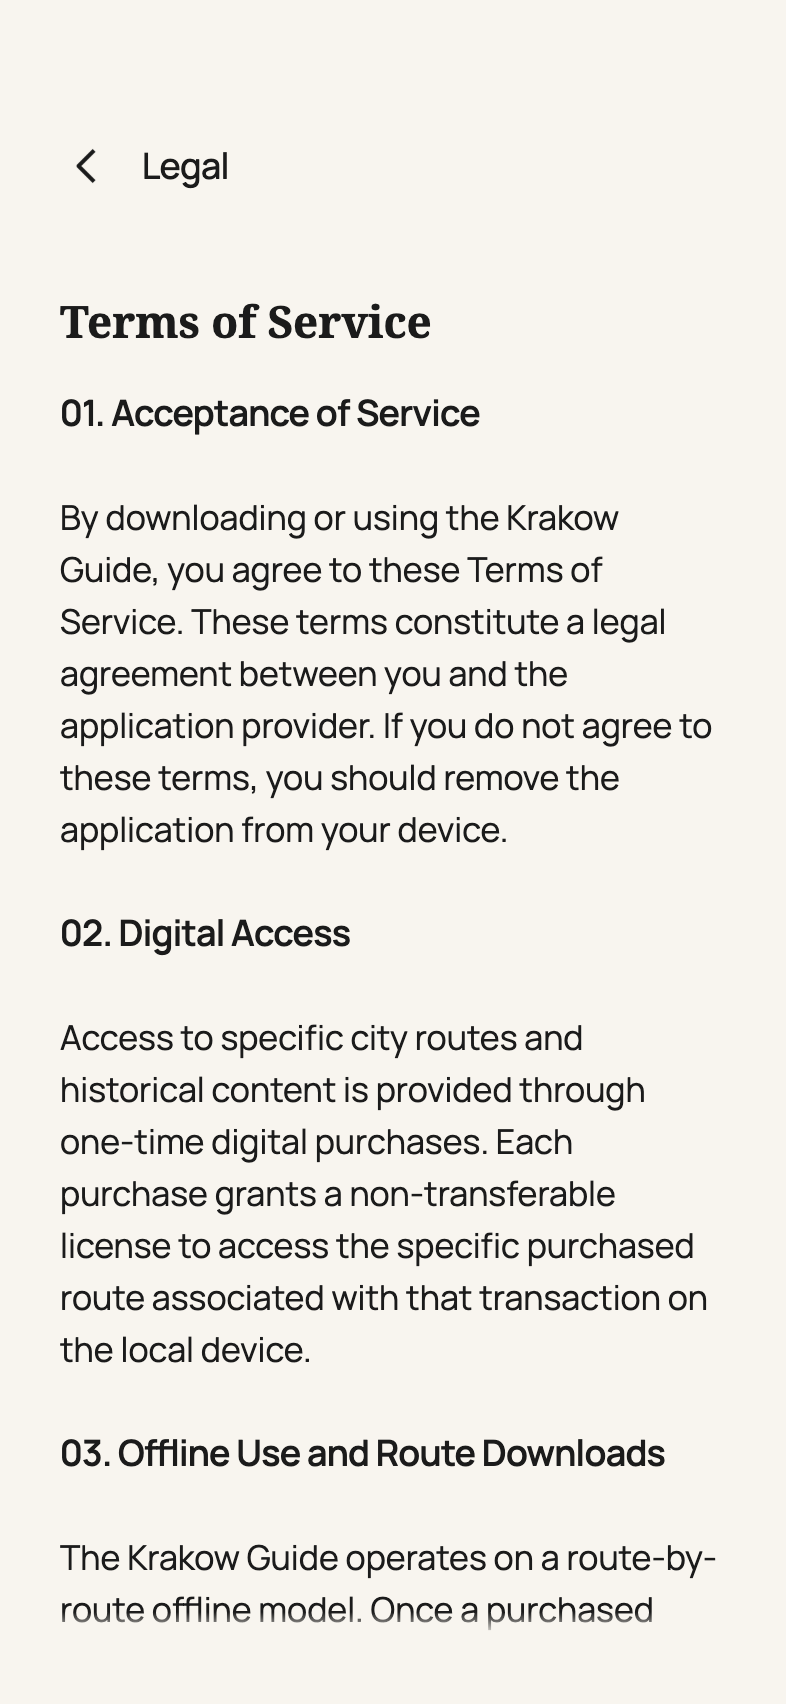 Legal
Terms of Service
01. Acceptance of Service
By downloading or using the Krakow
Guide, you agree to these Terms of
Service. These terms constitute a legal
agreement between you and the
application provider. If you do not agree to
these terms, you should remove the
application from your device.
02. Digital Access
Access to specific city routes and
historical content is provided through
one-time digital purchases. Each
purchase grants a non-transferable
license to access the specific purchased
route associated with that transaction on
the local device.
03. Offline Use and Route Downloads
The Krakow Guide operates on a route-by-
route offline model. Once a purchased